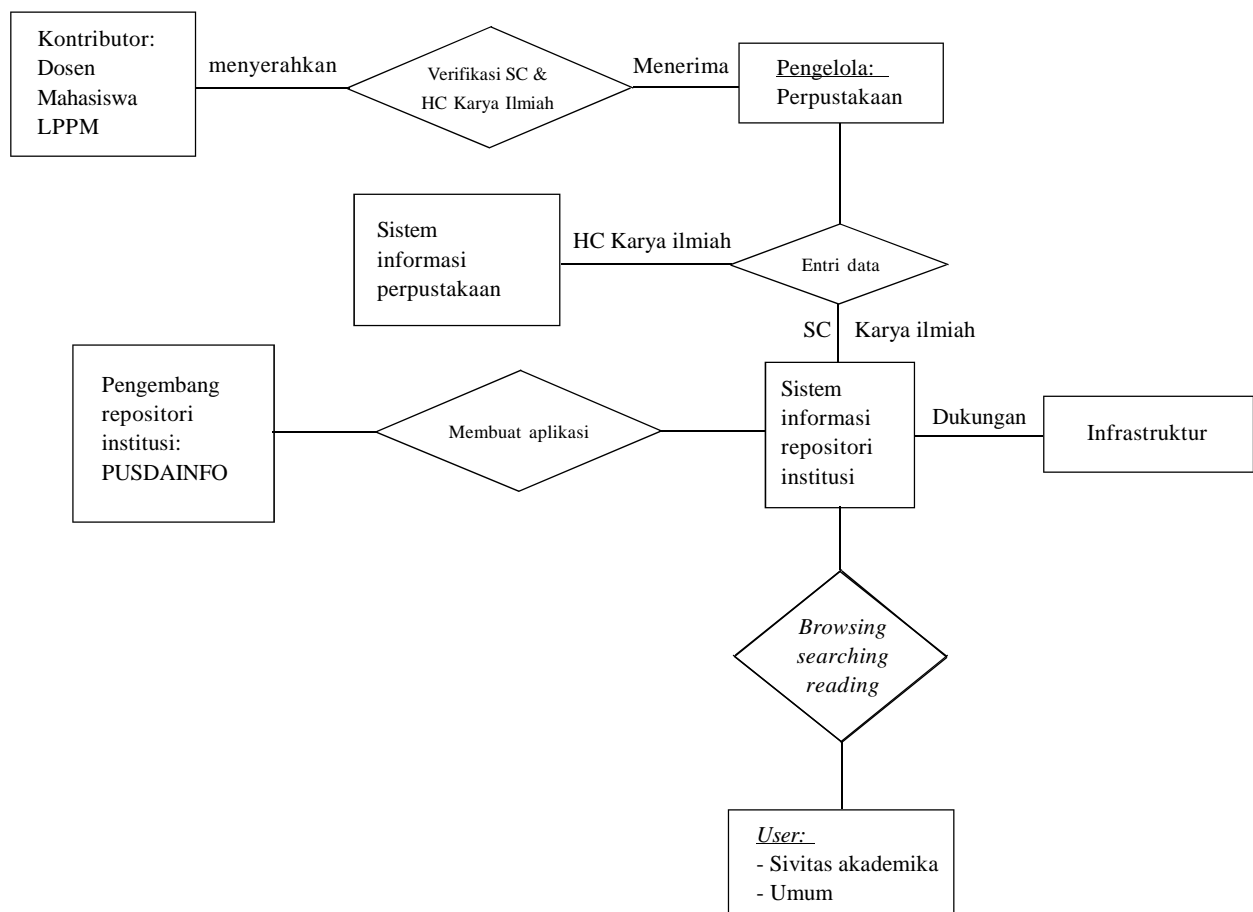 Kontributor:
Dosen
Mahasiswa
LPPM
menyerahkan
Verifikasi SC &
HC Karya Ilmiah
Menerima
Pengelola:
Perpustakaan
Sistem
informasi
perpustakaan
HC Karya ilmiah
Entri data
SC Karya ilmiah
Pengembang
repositori
institusi:
PUSDAINFO
Membuat aplikasi
Sistem
informasi
repositori
institusi
Dukungan
Infrastruktur
Browsing
searching
reading
User:
- Sivitas akademika
- Umum